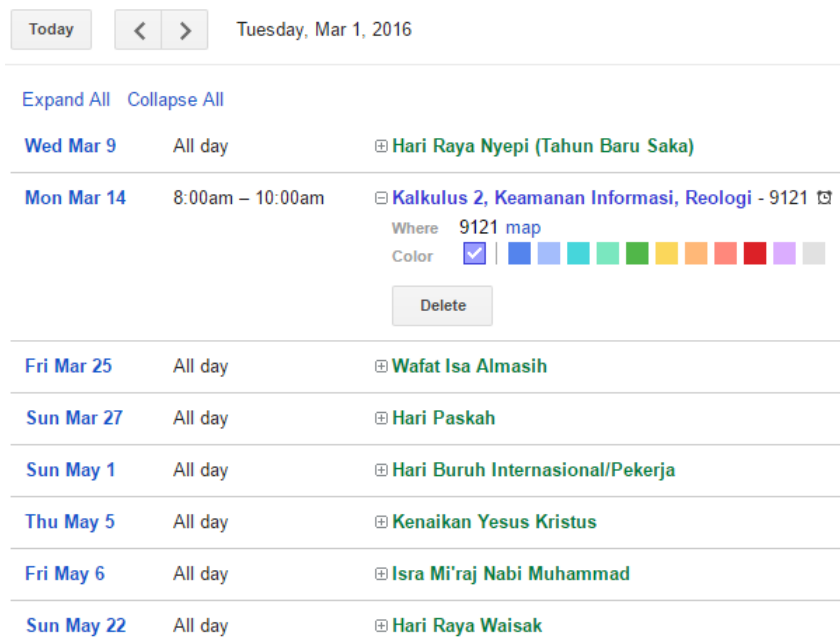 Today Tuesday, Mar 1, 2016
Expand All Collapse All
Wed Mar 9 All day Hari Raya Nyepi (Tahun Baru Saka)
Mon Mar 14 8:00am – 10:00am Kalkulus 2, Keamanan Informasi, Reologi - 9121
Where 9121 map
Color
Delete
Fri Mar 25 All day Wafat Isa Almasih
Sun Mar 27 All day Hari Paskah
Sun May 1 All day Hari Buruh Internasional/Pekerja
Thu May 5 All day Kenaikan Yesus Kristus
Fri May 6 All day Isra Mi'raj Nabi Muhammad
Sun May 22 All day Hari Raya Waisak